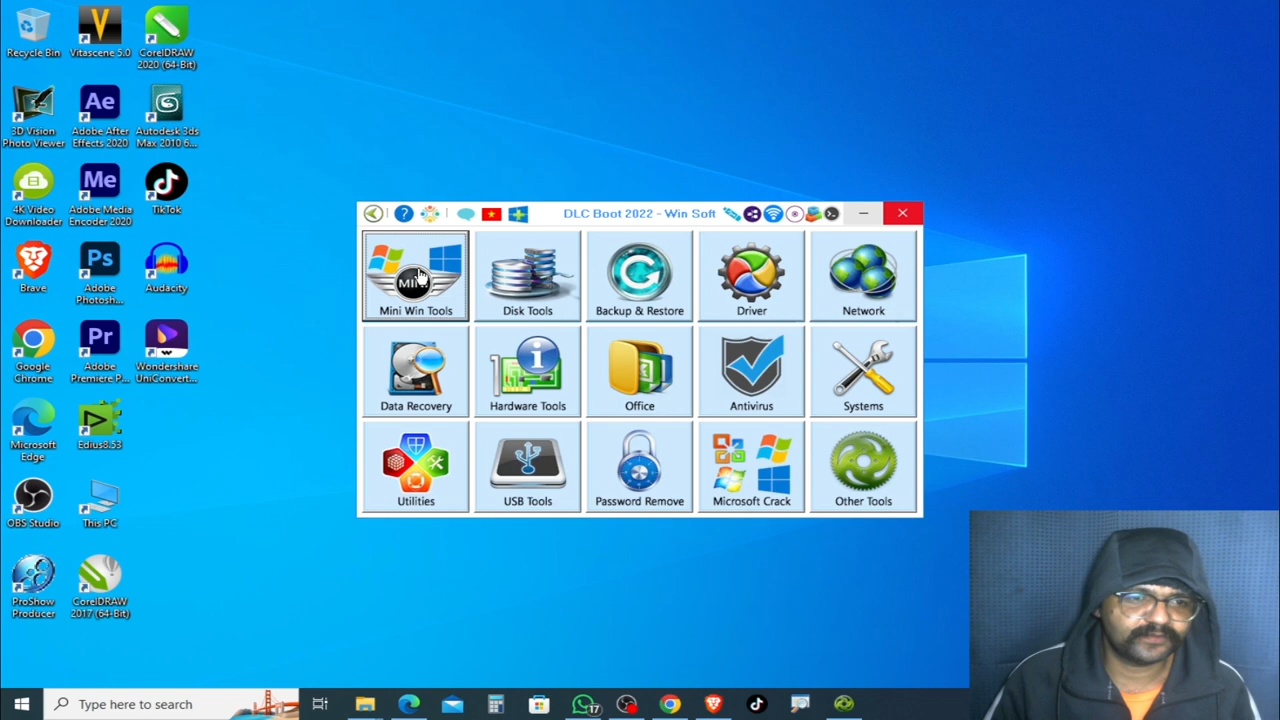 Recycle Bin
Vitascene 5.0
CorelDRAW
2020 (64-Bit)
3D Vision
Photo Viewer
Adobe After
Effects 2020
Autodesk 3ds
Max 2010 6...
4K Video
Downloader
Adobe Media
Encoder 2020
TikTok
Brave
Adobe
Photosh...
Audacity
Google
Chrome
Adobe
Premiere P...
Wondershare
UniConvert...
Microsoft
Edge
Edius8.53
OBS Studio
This PC
ProShow
Producer
CorelDRAW
2017 (64-Bit)
V
Ae
Me
Ps
Pr
DLC Boot 2022 - Win Soft
Mini Win Tools
Disk Tools
Backup & Restore
Driver
Network
Data Recovery
Hardware Tools
Office
Antivirus
Systems
Utilities
USB Tools
Password Remove
Microsoft Crack
Other Tools
Type here to search
17